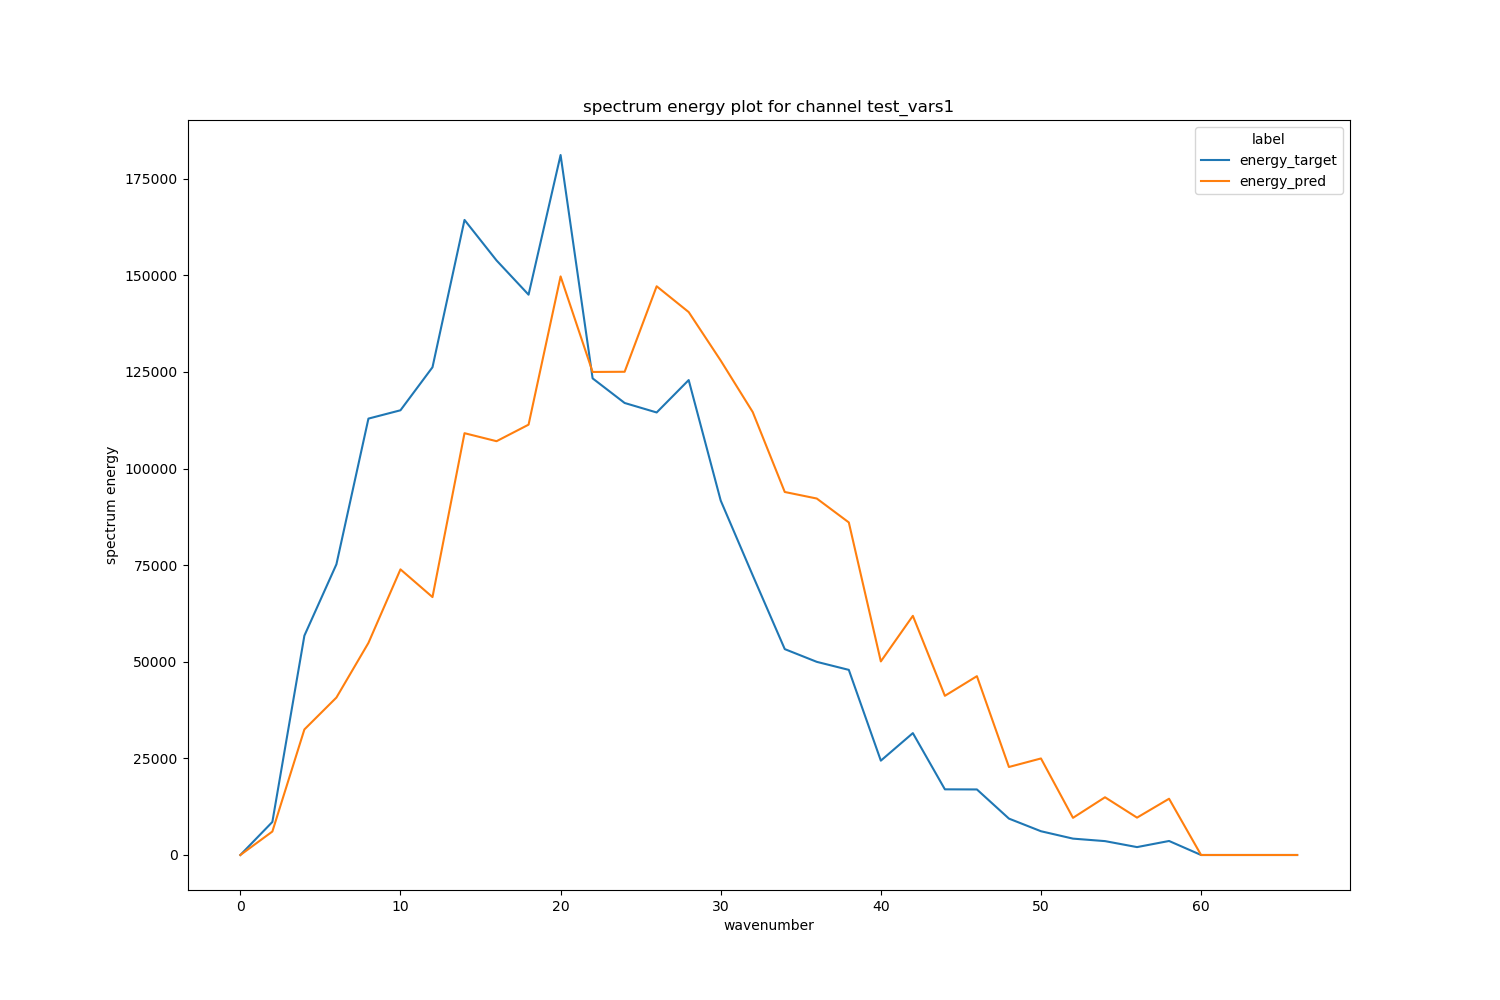 spectrum energy plot for channel test_vars1
label
energy_target
energy_pred
175000
150000
125000
100000
75000
50000
25000
0
spectrum energy
0 10 20 30 40 50 60
wavenumber